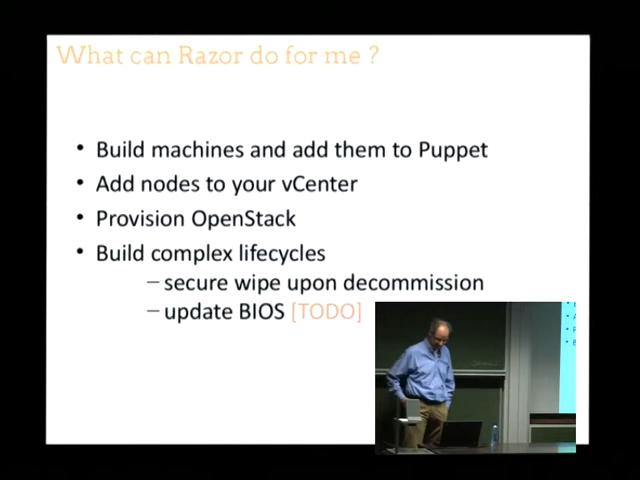 What can Razor do for me ?
• Build machines and add them to Puppet
• Add nodes to your vCenter
• Provision OpenStack
• Build complex lifecycles
– secure wipe upon decommission
– update BIOS [TODO]